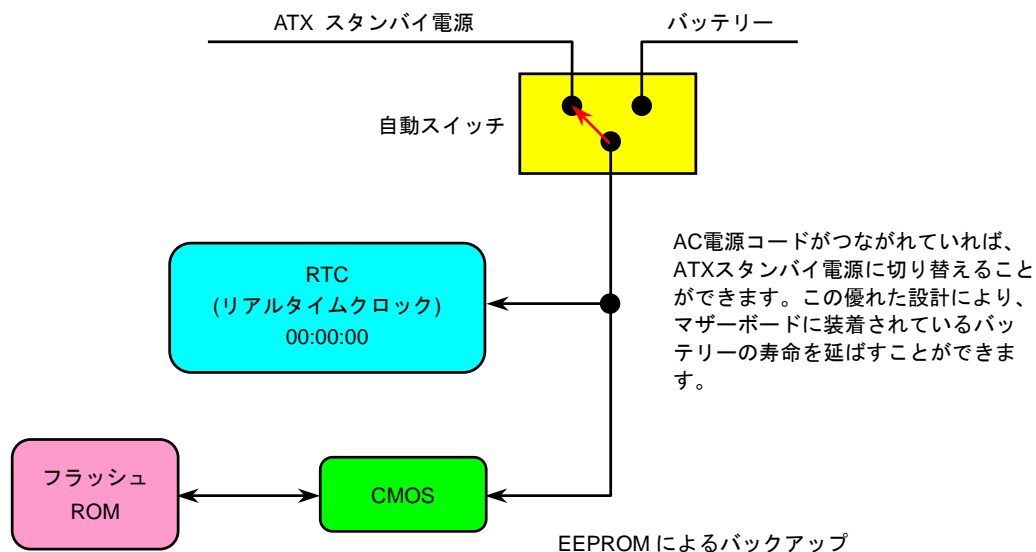 ATX スタンバイ電源
バッテリー
自動スイッチ
AC電源コードがつながれていれば、
ATXスタンバイ電源に切り替えること
ができます。この優れた設計により、
マザーボードに装着されているバッ
テリーの寿命を延ばすことができま
す。
RTC
(リアルタイムクロック)
00:00:00
フラッシュ
ROM
CMOS
EEPROM によるバックアップ